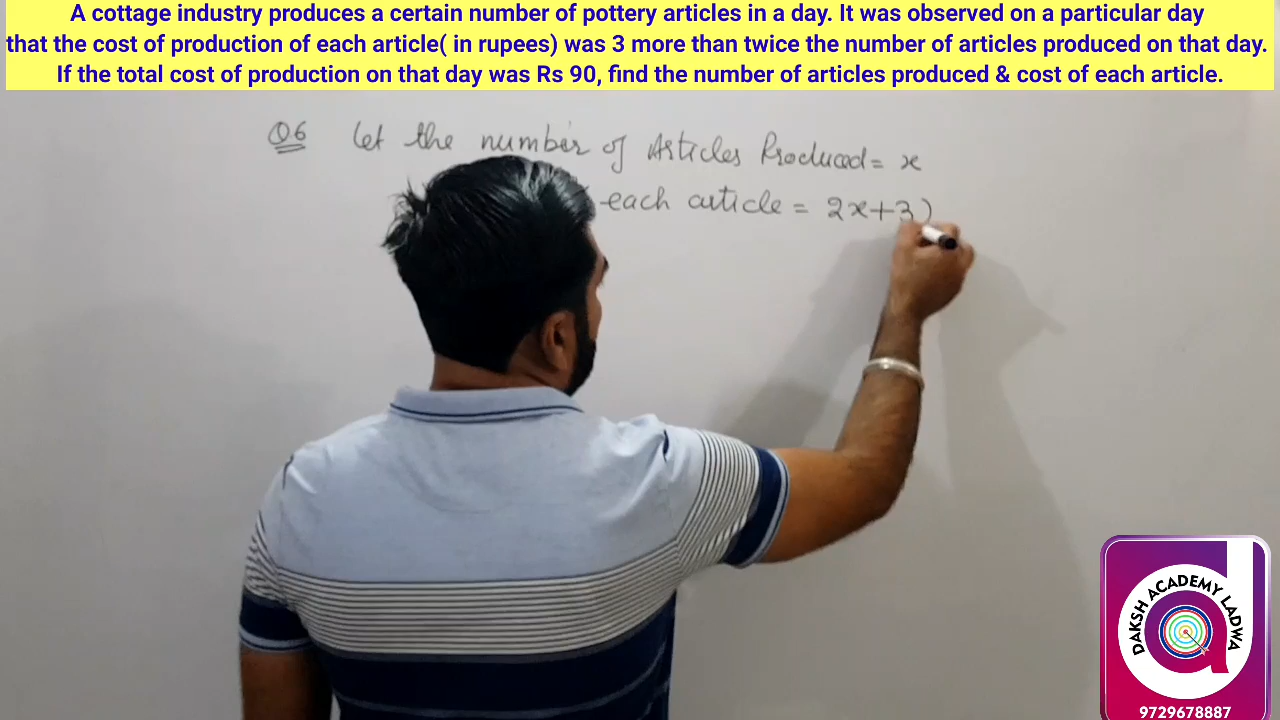 A cottage industry produces a certain number of pottery articles in a day. It was observed on a particular day
that the cost of production of each article( in rupees) was 3 more than twice the number of articles produced on that day.
If the total cost of production on that day was Rs 90, find the number of articles produced & cost of each article.
Q6 Let the number of Articles Produced = x
each article = 2x+3)
DAKSH ACADEMY LADWA
9729678887